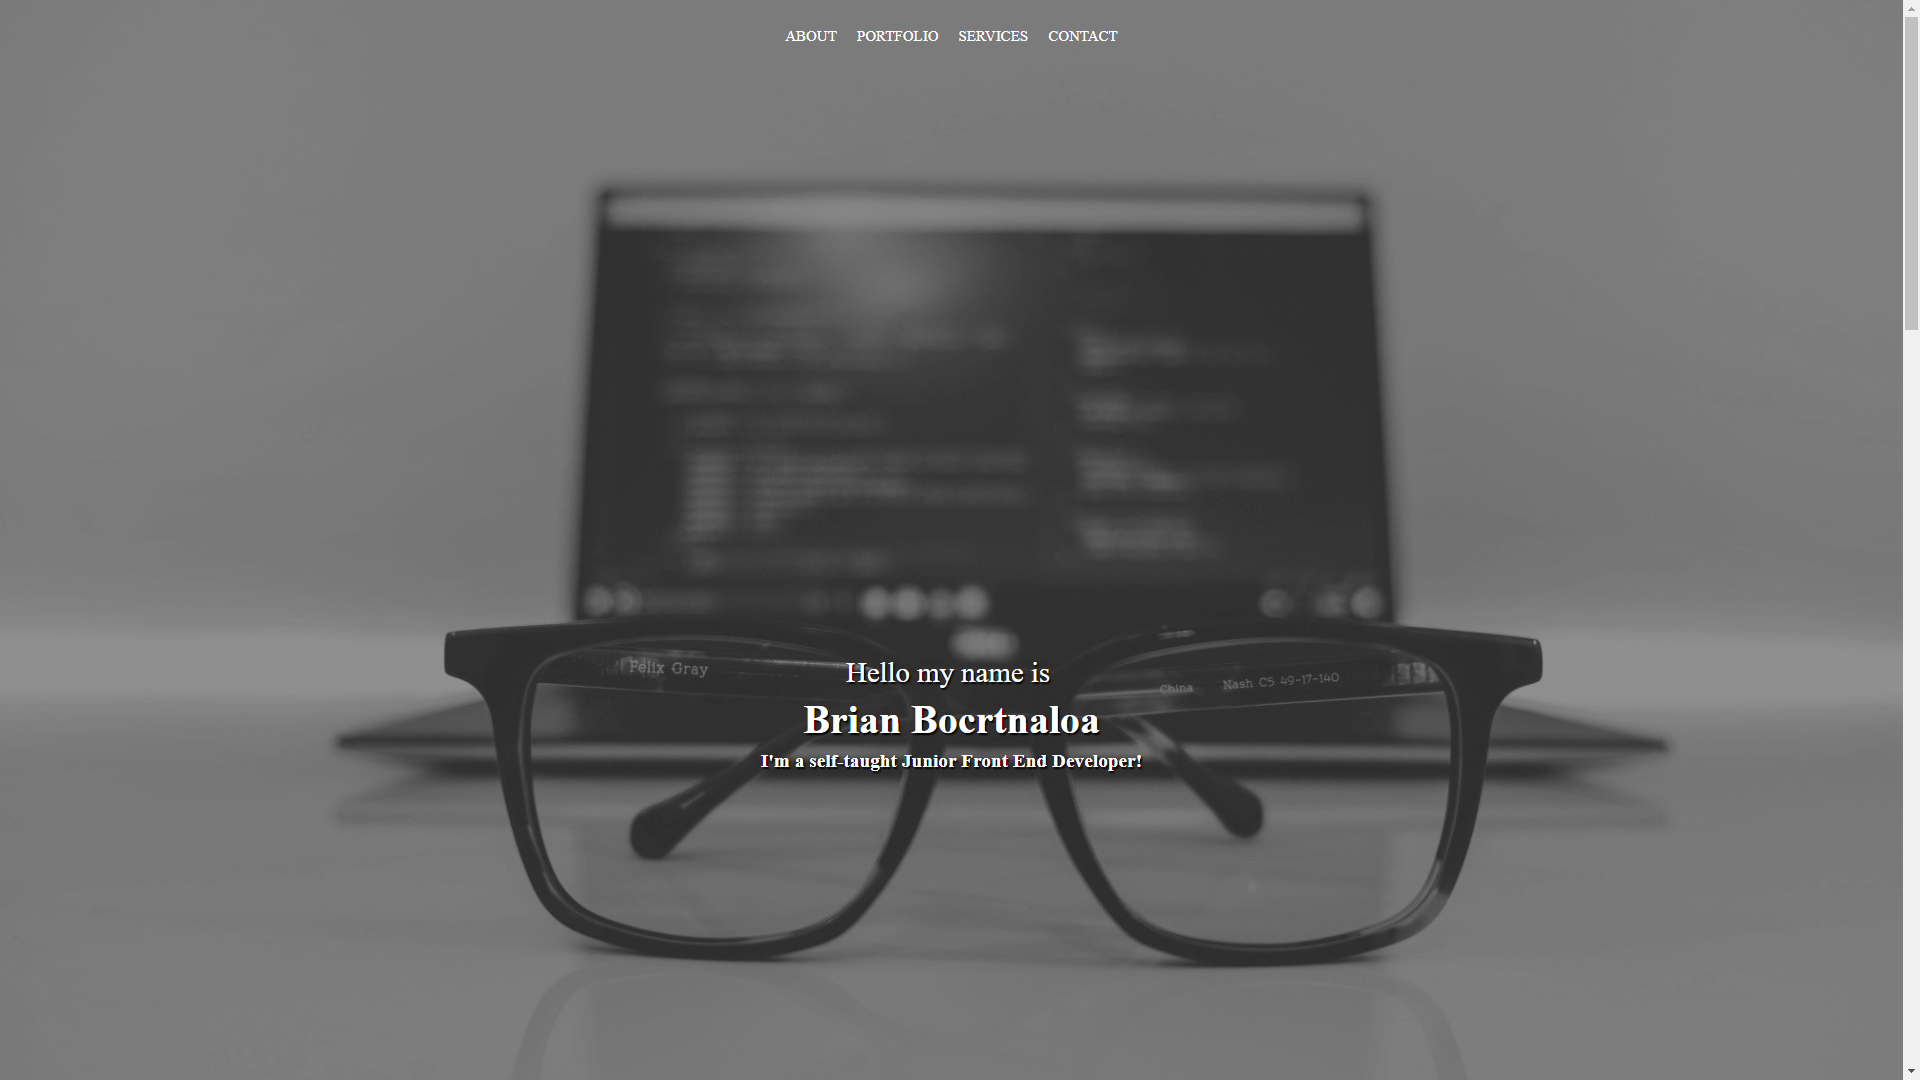 ABOUT PORTFOLIO SERVICES CONTACT
Felix Gray
China Nash C5 49-17-140
Hello my name is
Brian Bocrtnaloa
I'm a self-taught Junior Front End Developer!